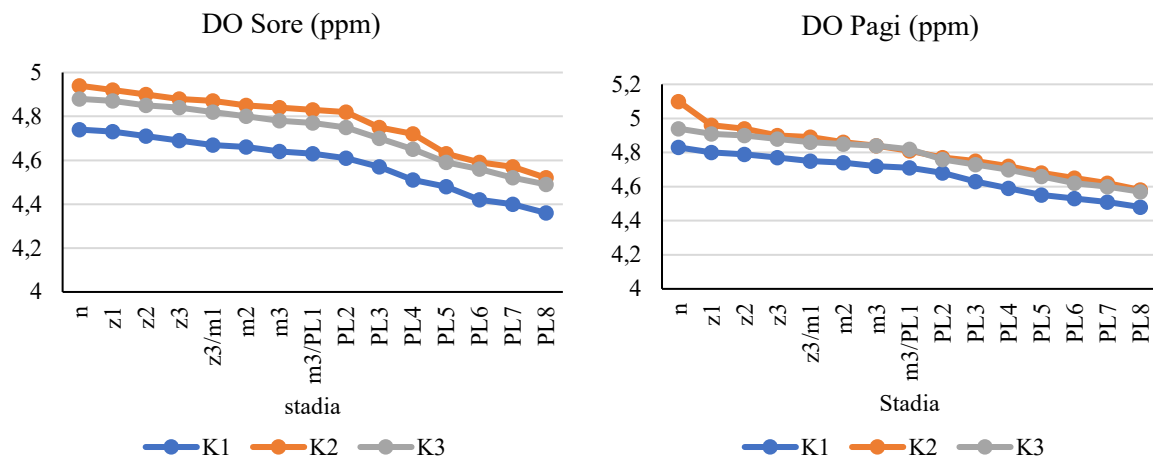 DO Sore (ppm)
5
4,8
4,6
4,4
4,2
4
n
z1
z2
z3
z3/m1
m2
m3
m3/PL1
PL2
PL3
PL4
PL5
PL6
PL7
PL8
stadia
K1 K2 K3
DO Pagi (ppm)
5,2
5
4,8
4,6
4,4
4,2
4
n
z1
z2
z3
z3/m1
m2
m3
m3/PL1
PL2
PL3
PL4
PL5
PL6
PL7
PL8
Stadia
K1 K2 K3